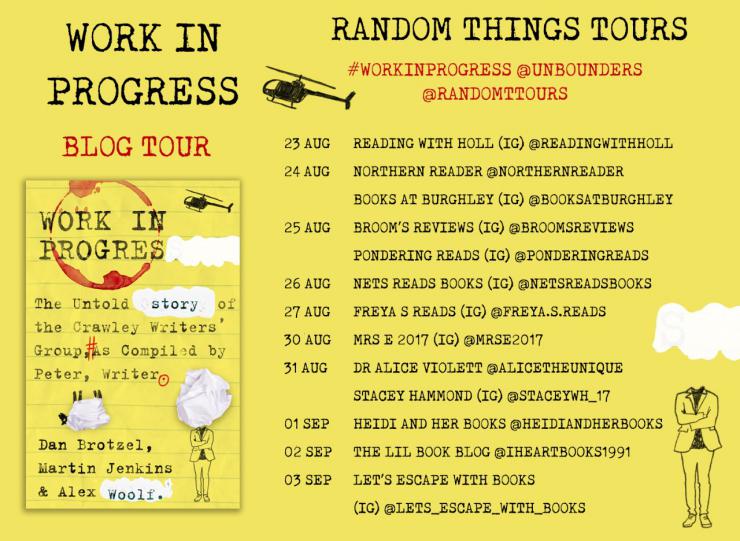 WORK IN
PROGRESS
BLOG TOUR
WORK IN
PROGRES
The Untold story of
the Crawley Writers'
Group,#As Compiled by
Peter, Writer
Dan Brotzel,
Martin Jenkins
& Alex Woolf.
RANDOM THINGS TOURS
#WORKINPROGRESS @UNBOUNDERS
@RANDOMTTOURS
23 AUG READING WITH HOLL (IG) @READINGWITHHOLL
24 AUG NORTHERN READER @NORTHERNREADER
BOOKS AT BURGHLEY (IG) @BOOKSATBURGHLEY
25 AUG BROOM'S REVIEWS (IG) @BROOMSREVIEWS
PONDERING READS (IG) @PONDERINGREADS
26 AUG NETS READS BOOKS (IG) @NETSREADSBOOKS
27 AUG FREYA S READS (IG) @FREYA.S.READS
30 AUG MRS E 2017 (IG) @MRSE2017
31 AUG DR ALICE VIOLETT @ALICETHEUNIQUE
STACEY HAMMOND (IG) @STACEYWH_17
01 SEP HEIDI AND HER BOOKS @HEIDIANDHERBOOKS
02 SEP THE LIL BOOK BLOG @IHEARTBOOKS1991
03 SEP LET'S ESCAPE WITH BOOKS
(IG) @LETS_ESCAPE_WITH_BOOKS
S